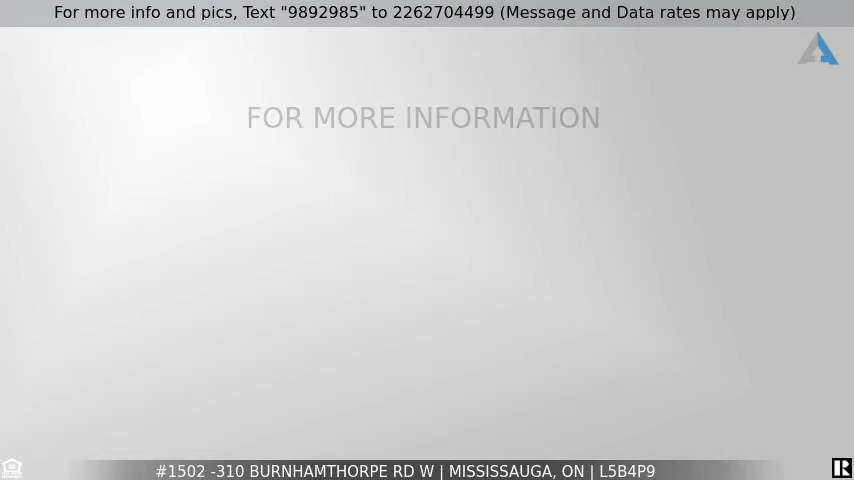 For more info and pics, Text "9892985" to 2262704499 (Message and Data rates may apply)
FOR MORE INFORMATION
#1502 -310 BURNHAMTHORPE RD W | MISSISSAUGA, ON | L5B4P9